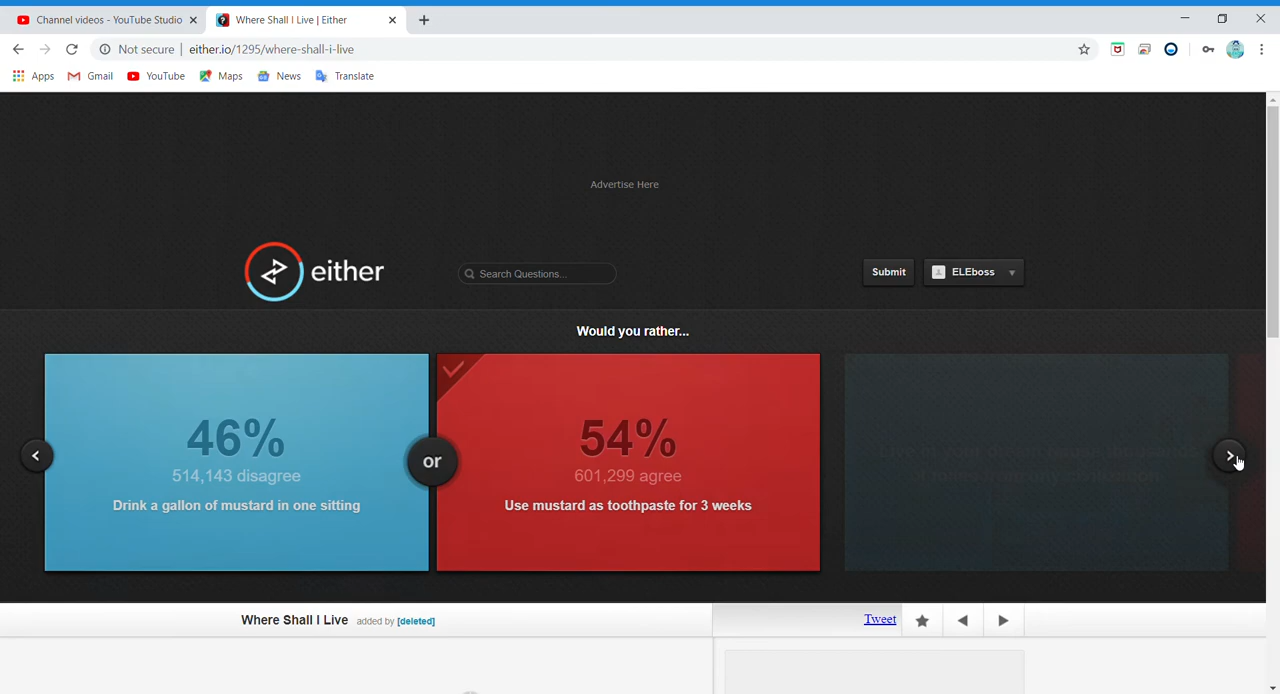 Channel videos - YouTube Studio
Where Shall I Live | Either
Not secure | either.io/1295/where-shall-i-live
Apps Gmail YouTube Maps News Translate
Advertise Here
either
Search Questions...
Submit
ELEboss
Would you rather...
46%
514,143 disagree
Drink a gallon of mustard in one sitting
or
54%
601,299 agree
Use mustard as toothpaste for 3 weeks
Where Shall I Live added by [deleted]
Tweet